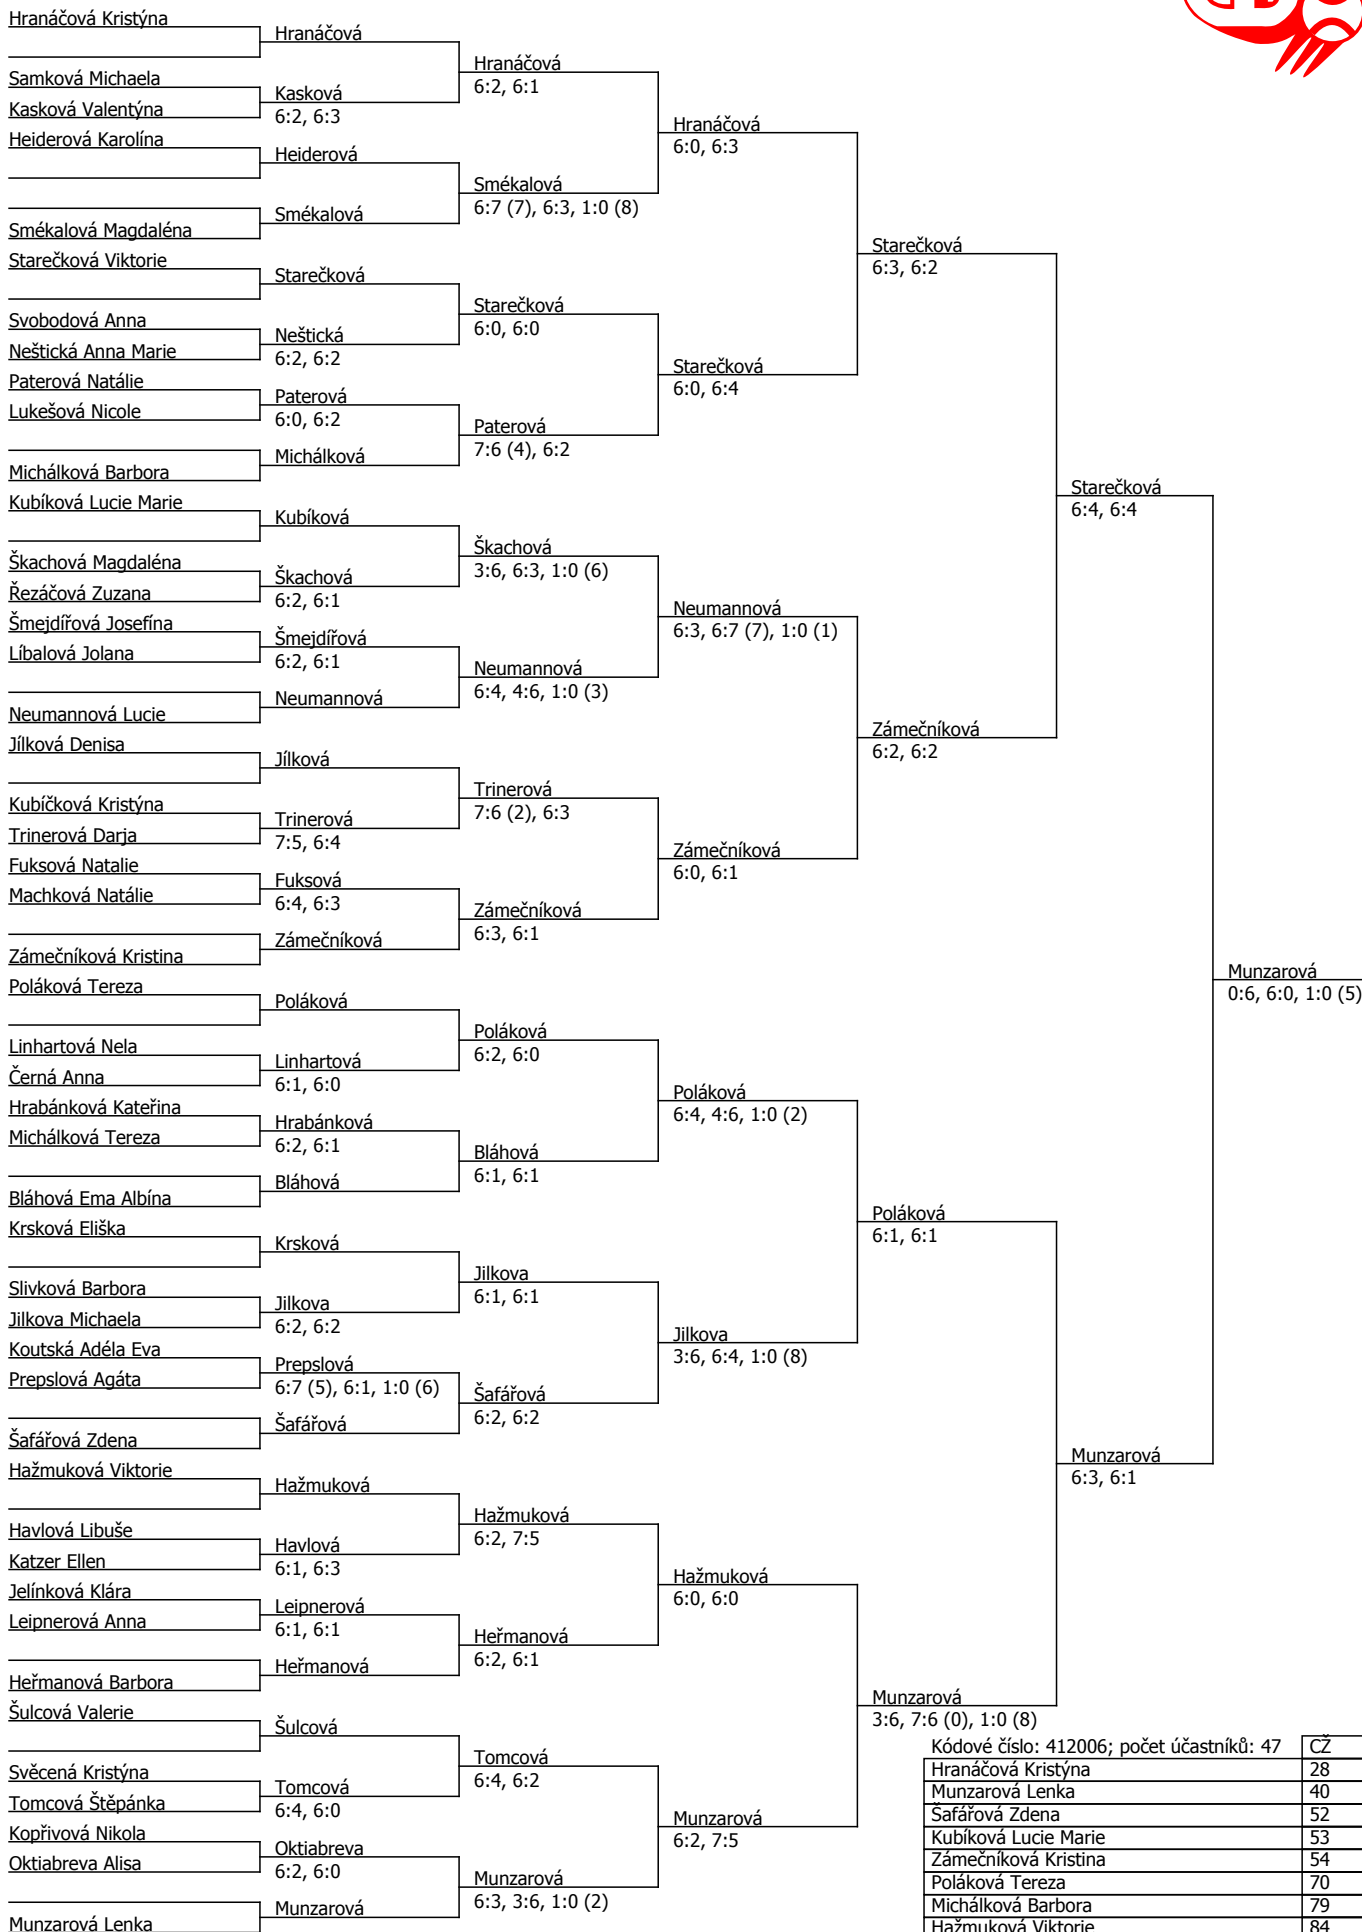 Hranáčová Kristýna
Samková Michaela
Kasková Valentýna
Heiderová Karolína
Smékalová Magdaléna
Starečková Viktorie
Svobodová Anna
Neštická Anna Marie
Paterová Natálie
Lukešová Nicole
Michálková Barbora
Kubíková Lucie Marie
Škachová Magdaléna
Řezáčová Zuzana
Šmejdířová Josefína
Líbalová Jolana
Neumannová Lucie
Jílková Denisa
Kubíčková Kristýna
Trinerová Darja
Fuksová Natalie
Machková Natálie
Zámečníková Kristina
Poláková Tereza
Linhartová Nela
Černá Anna
Hrabánková Kateřina
Michálková Tereza
Bláhová Ema Albína
Krsková Eliška
Slivková Barbora
Jilkova Michaela
Koutská Adéla Eva
Prepslová Agáta
Šafářová Zdena
Hažmuková Viktorie
Havlová Libuše
Katzer Ellen
Jelínková Klára
Leipnerová Anna
Heřmanová Barbora
Šulcová Valerie
Svěcená Kristýna
Tomcová Štěpánka
Kopřivová Nikola
Oktiabreva Alisa
Munzarová Lenka
Hranáčová
Kasková
6:2, 6:3
Heiderová
Smékalová
Starečková
Neštická
6:2, 6:2
Paterová
6:0, 6:2
Michálková
Kubíková
Škachová
6:2, 6:1
Šmejdířová
6:2, 6:1
Neumannová
Jílková
Trinerová
7:5, 6:4
Fuksová
6:4, 6:3
Zámečníková
Poláková
Linhartová
6:1, 6:0
Hrabánková
6:2, 6:1
Bláhová
Krsková
Jilkova
6:2, 6:2
Prepslová
6:7 (5), 6:1, 1:0 (6)
Šafářová
Hažmuková
Havlová
6:1, 6:3
Leipnerová
6:1, 6:1
Heřmanová
Šulcová
Tomcová
6:4, 6:0
Oktiabreva
6:2, 6:0
Munzarová
Hranáčová
6:2, 6:1
Smékalová
6:7 (7), 6:3, 1:0 (8)
Starečková
6:0, 6:0
Paterová
7:6 (4), 6:2
Škachová
3:6, 6:3, 1:0 (6)
Neumannová
6:4, 4:6, 1:0 (3)
Trinerová
7:6 (2), 6:3
Zámečníková
6:3, 6:1
Poláková
6:2, 6:0
Bláhová
6:1, 6:1
Jilkova
6:1, 6:1
Šafářová
6:2, 6:2
Hažmuková
6:2, 7:5
Heřmanová
6:2, 6:1
Tomcová
6:4, 6:2
Munzarová
6:3, 3:6, 1:0 (2)
Hranáčová
6:0, 6:3
Starečková
6:0, 6:4
Neumannová
6:3, 6:7 (7), 1:0 (1)
Zámečníková
6:0, 6:1
Poláková
6:4, 4:6, 1:0 (2)
Jilkova
3:6, 6:4, 1:0 (8)
Hažmuková
6:0, 6:0
Munzarová
6:2, 7:5
Starečková
6:3, 6:2
Zámečníková
6:2, 6:2
Poláková
6:1, 6:1
Munzarová
3:6, 7:6 (0), 1:0 (8)
Starečková
6:4, 6:4
Munzarová
6:3, 6:1
Munzarová
0:6, 6:0, 1:0 (5)
Kódové číslo: 412006; počet účastníků: 47 CŽ
Hranáčová Kristýna 28
Munzarová Lenka 40
Šafářová Zdena 52
Kubíková Lucie Marie 53
Zámečníková Kristina 54
Poláková Tereza 70
Michálková Barbora 79
Hažmuková Viktorie 84